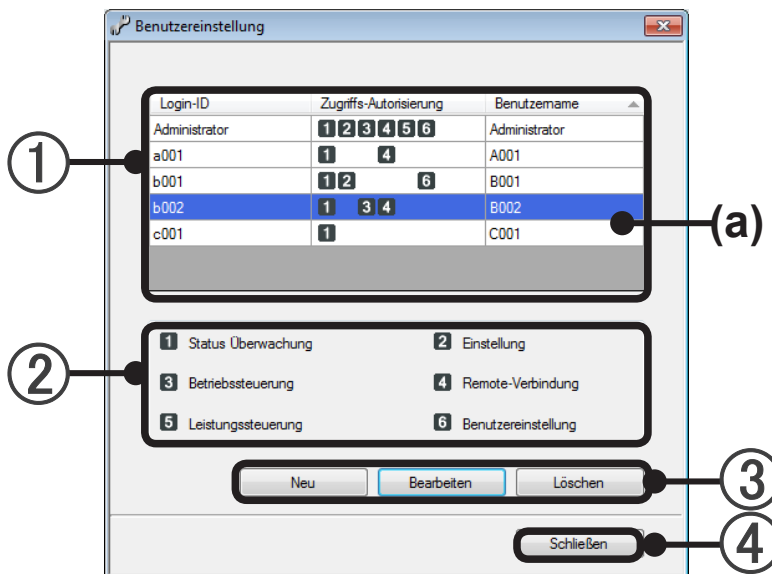 Benutzereinstellung
Login-ID Zugriffs-Autorisierung Benutzername
Administrator 1 2 3 4 5 6 Administrator
① a001 1 4 A001
b001 1 2 6 B001
b002 1 3 4 B002
c001 1 C001 (a)
1 Status Überwachung 2 Einstellung
② 3 Betriebssteuerung 4 Remote-Verbindung
5 Leistungssteuerung 6 Benutzereinstellung
Neu Bearbeiten Löschen ③
Schließen ④